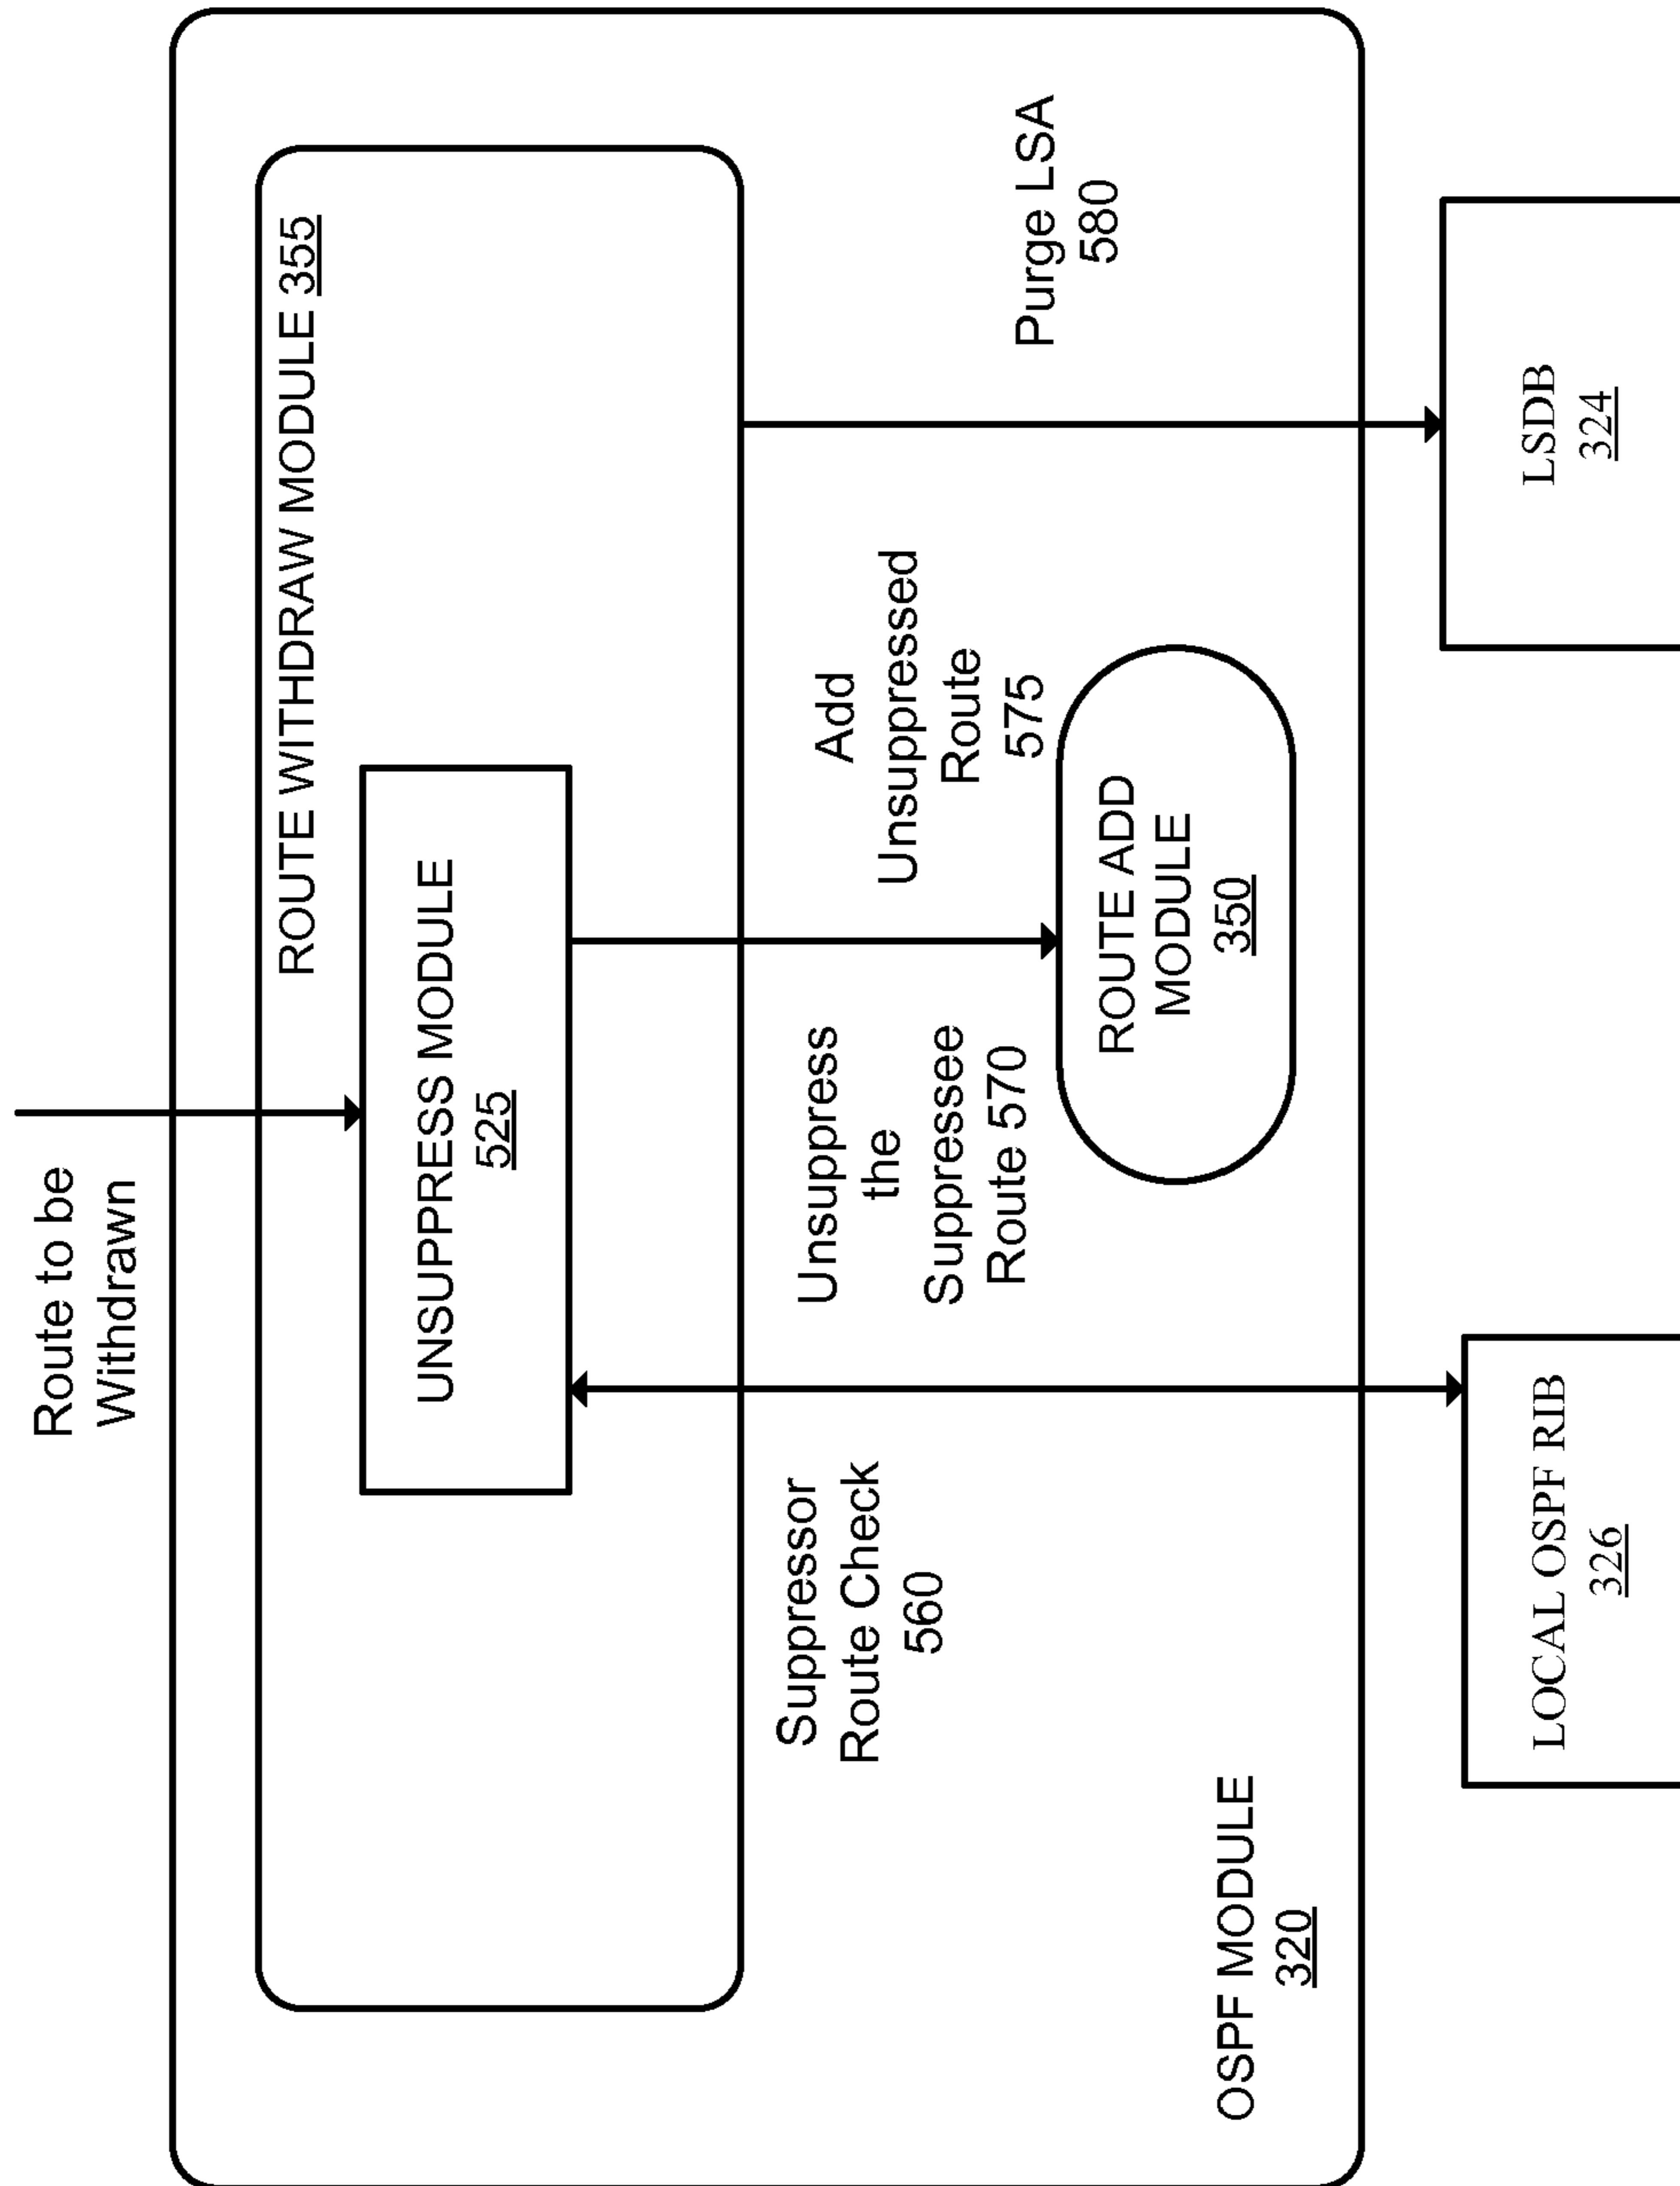 Route to be
Withdrawn
ROUTE WITHDRAW MODULE 355
UNSUPPRESS MODULE
525
Suppressor
Route Check
560
Unsuppress
the
Suppressee
Route 570
Add
Unsuppressed
Route
575
Purge LSA
580
ROUTE ADD
MODULE
350
OSPF MODULE
320
LOCAL OSPF RIB
326
LSDB
324